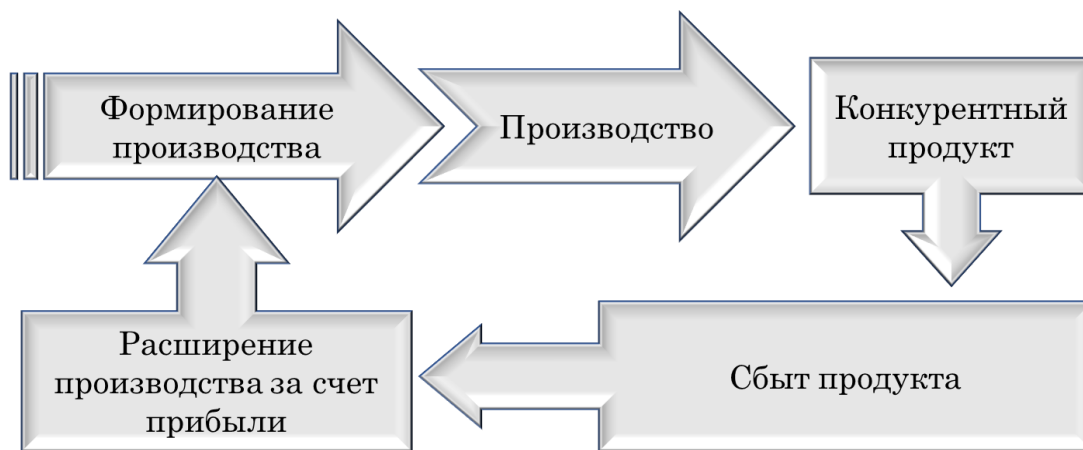 Формирование
производства
Производство
Конкурентный
продукт
Расширение
производства за счет
прибыли
Сбыт продукта